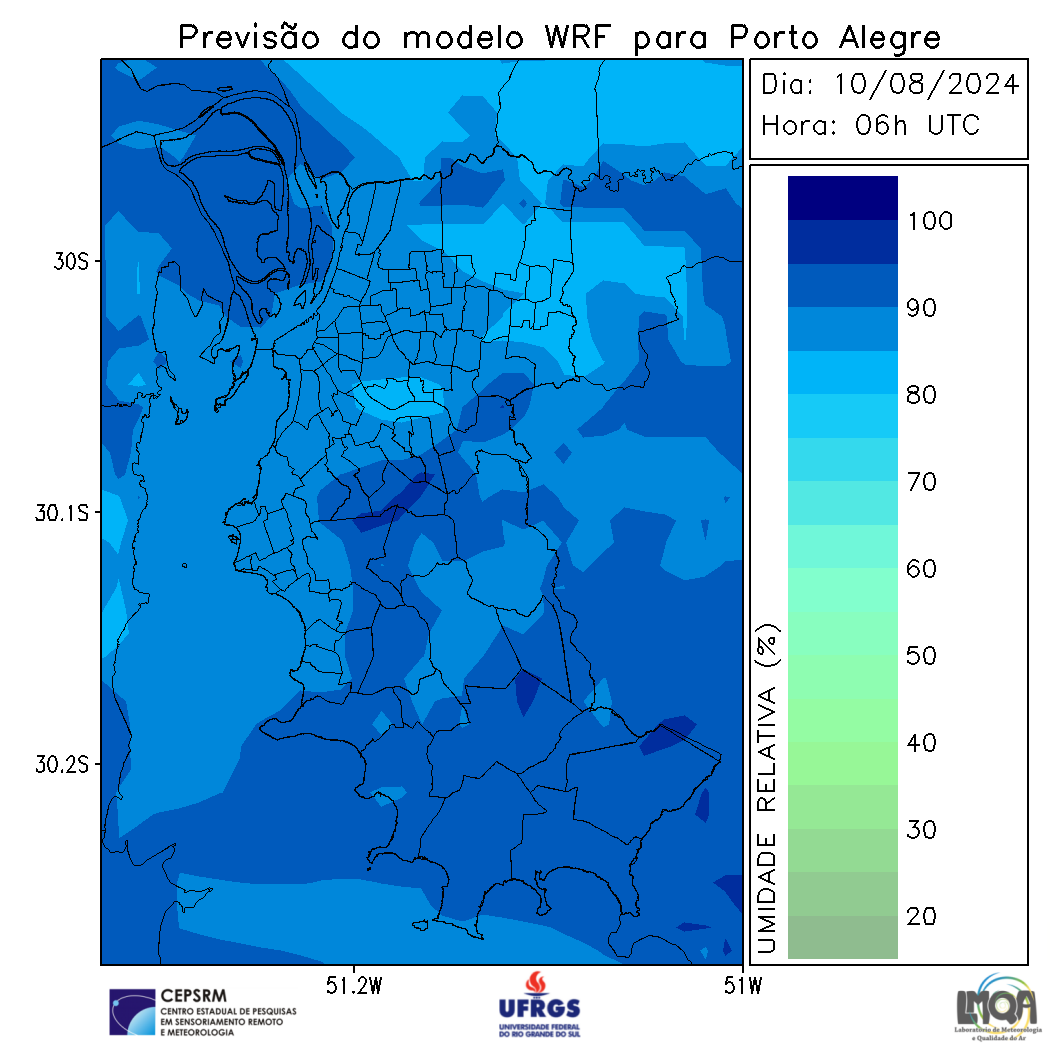 Previsão do modelo WRF para Porto Alegre
Dia: 10/08/2024
Hora: 06h UTC
30S
30.1S
30.2S
51.2W
51W
UMIDADE RELATIVA (%)
100
90
80
70
60
50
40
30
20
CEPSRM
CENTRO ESTADUAL DE PESQUISAS
EM SENSORIAMENTO REMOTO
E METEOROLOGIA
UFRGS
UNIVERSIDADE FEDERAL
DO RIO GRANDE DO SUL
LMQA
Laboratório de Meteorologia
e Qualidade do Ar